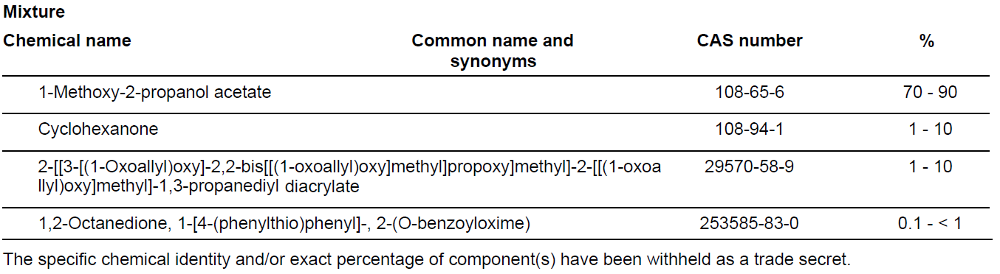 Mixture
Chemical name Common name and synonyms CAS number %
1-Methoxy-2-propanol acetate 108-65-6 70 - 90
Cyclohexanone 108-94-1 1 - 10
2-[[3-[(1-Oxoallyl)oxy]-2,2-bis[[(1-oxoallyl)oxy]methyl]propoxy]methyl]-2-[[(1-oxoa 29570-58-9 1 - 10
llyl)oxy]methyl]-1,3-propanediyl diacrylate
1,2-Octanedione, 1-[4-(phenylthio)phenyl]-, 2-(O-benzoyloxime) 253585-83-0 0.1 - < 1
The specific chemical identity and/or exact percentage of component(s) have been withheld as a trade secret.